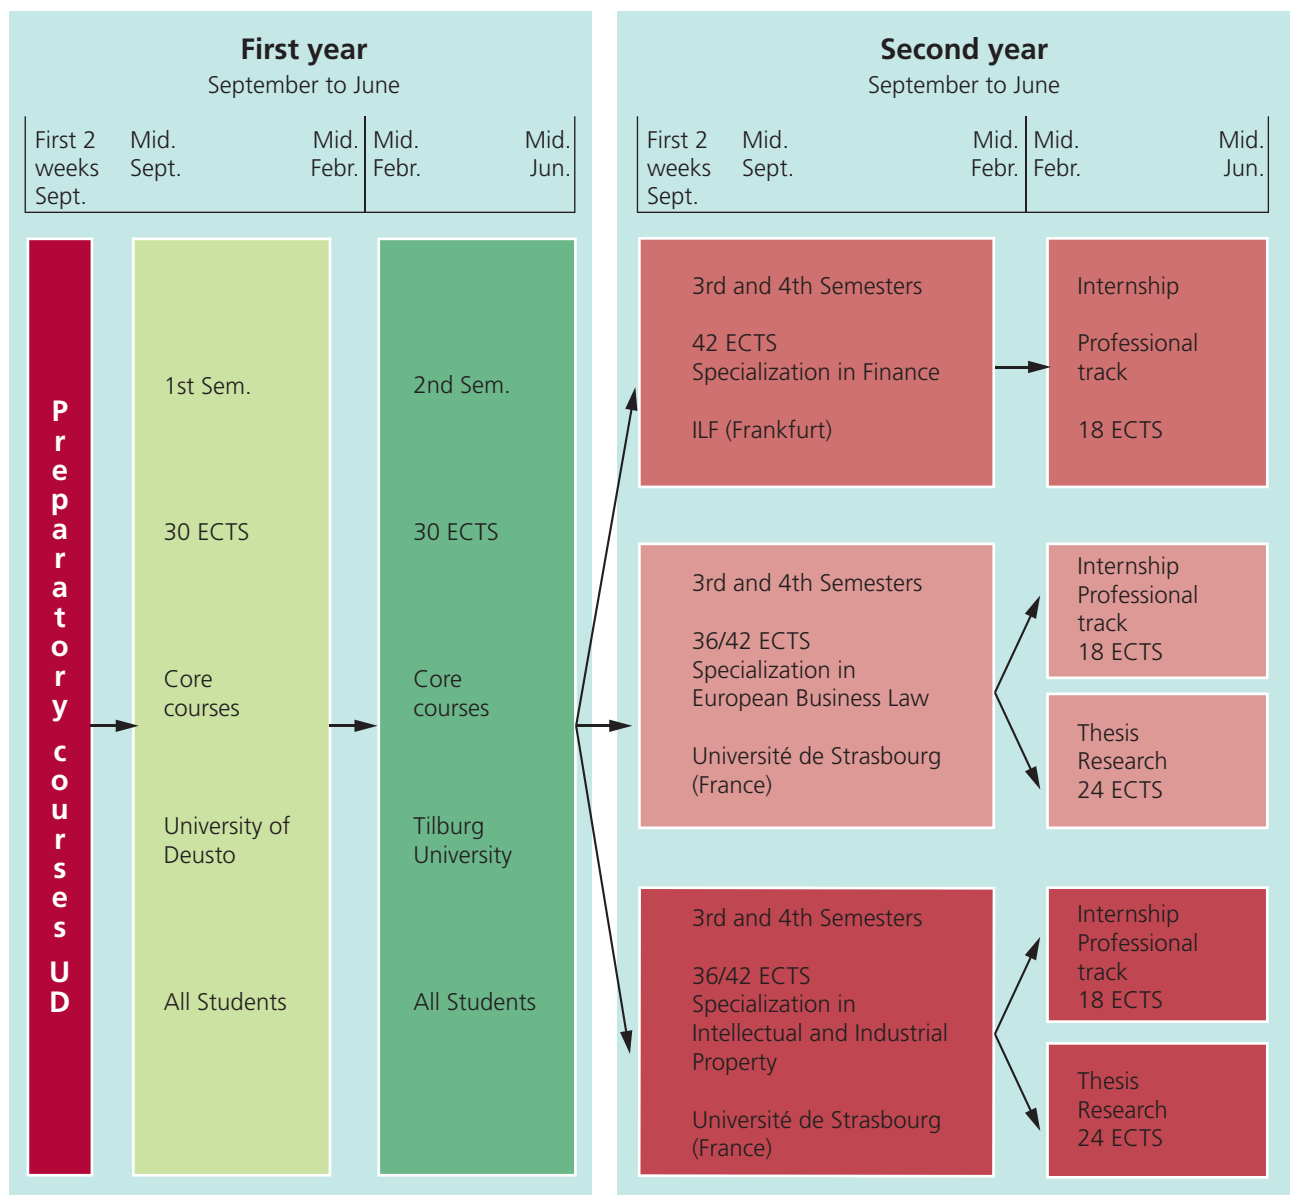 First year
September to June
First 2
weeks
Sept.
Mid.
Sept.
Mid.
Febr.
Mid.
Febr.
Mid.
Jun.
Preparatory courses UD
1st Sem.
30 ECTS
Core
courses
University of
Deusto
All Students
2nd Sem.
30 ECTS
Core
courses
Tilburg
University
All Students
Second year
September to June
First 2
weeks
Sept.
Mid.
Sept.
Mid.
Febr.
Mid.
Febr.
Mid.
Jun.
3rd and 4th Semesters
42 ECTS
Specialization in Finance
ILF (Frankfurt)
Internship
Professional
track
18 ECTS
3rd and 4th Semesters
36/42 ECTS
Specialization in
European Business Law
Université de Strasbourg
(France)
Internship
Professional
track
18 ECTS
Thesis
Research
24 ECTS
3rd and 4th Semesters
36/42 ECTS
Specialization in
Intellectual and Industrial
Property
Université de Strasbourg
(France)
Internship
Professional
track
18 ECTS
Thesis
Research
24 ECTS